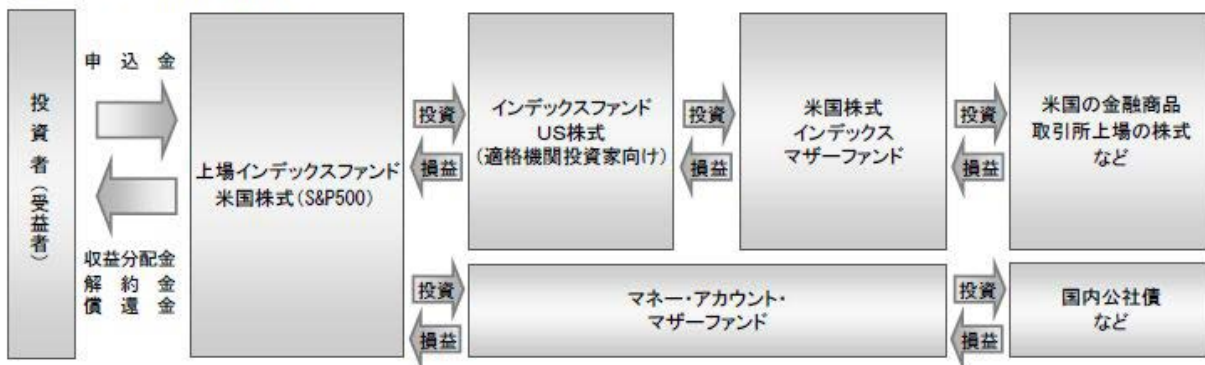 投資者(受益者)
申込金
収益分配金
解約金
償還金
上場インデックスファンド
米国株式(S&P500)
投資
損益
インデックスファンド
US株式
(適格機関投資家向け)
投資
損益
米国株式
インデックス
マザーファンド
投資
損益
米国の金融商品
取引所上場の株式
など
投資
損益
マネー・アカウント・
マザーファンド
投資
損益
国内公社債
など